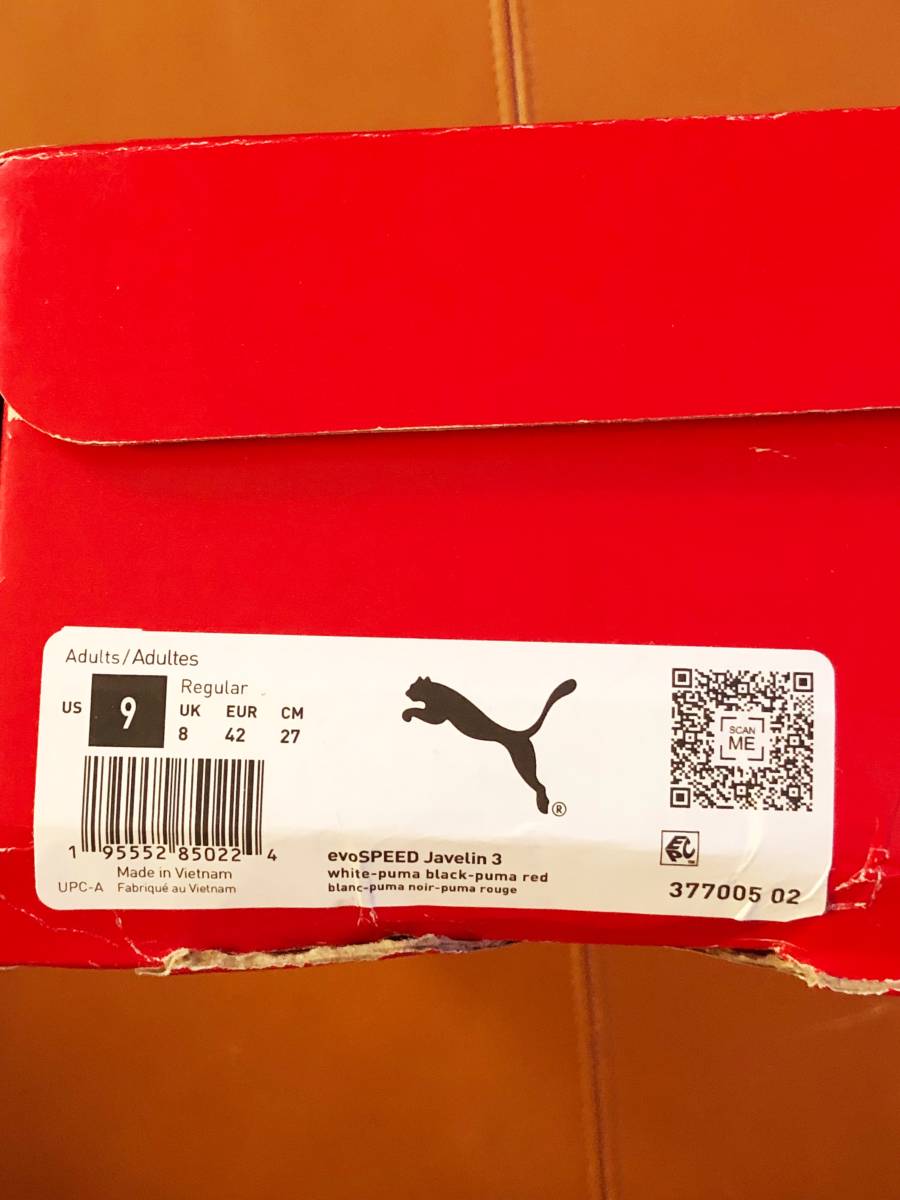 Adults/Adultes
US 9
Regular
UK EUR CM
8 42 27
1 95552 85022 4
Made in Vietnam
UPC-A Fabriqué au Vietnam
®
evoSPEED Javelin 3
white-puma black-puma red
blanc-puma noir-puma rouge
SCAN
ME
377005 02